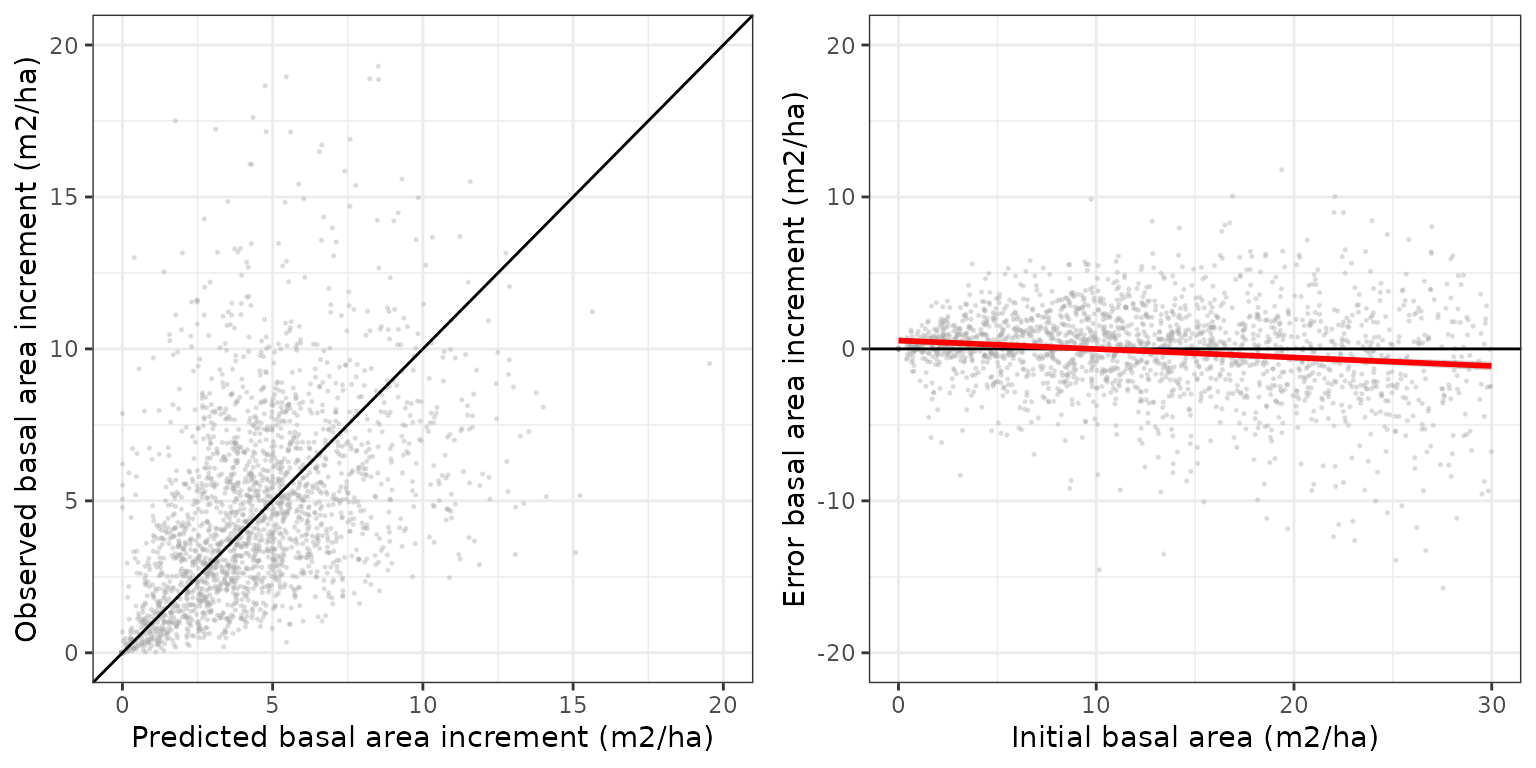 Observed basal area increment (m2/ha)
20
15
10
5
0
0 5 10 15 20
Predicted basal area increment (m2/ha)
Error basal area increment (m2/ha)
20
10
0
-10
-20
0 10 20 30
Initial basal area (m2/ha)